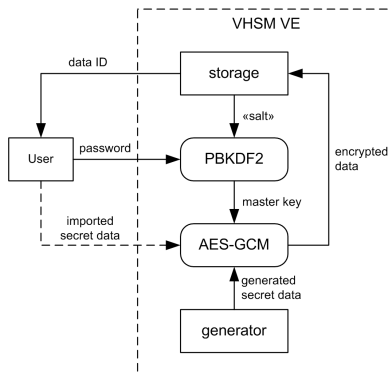 VHSM VE
data ID
storage
«salt»
User
password
PBKDF2
encrypted
data
master key
imported
secret data
AES-GCM
generated
secret data
generator